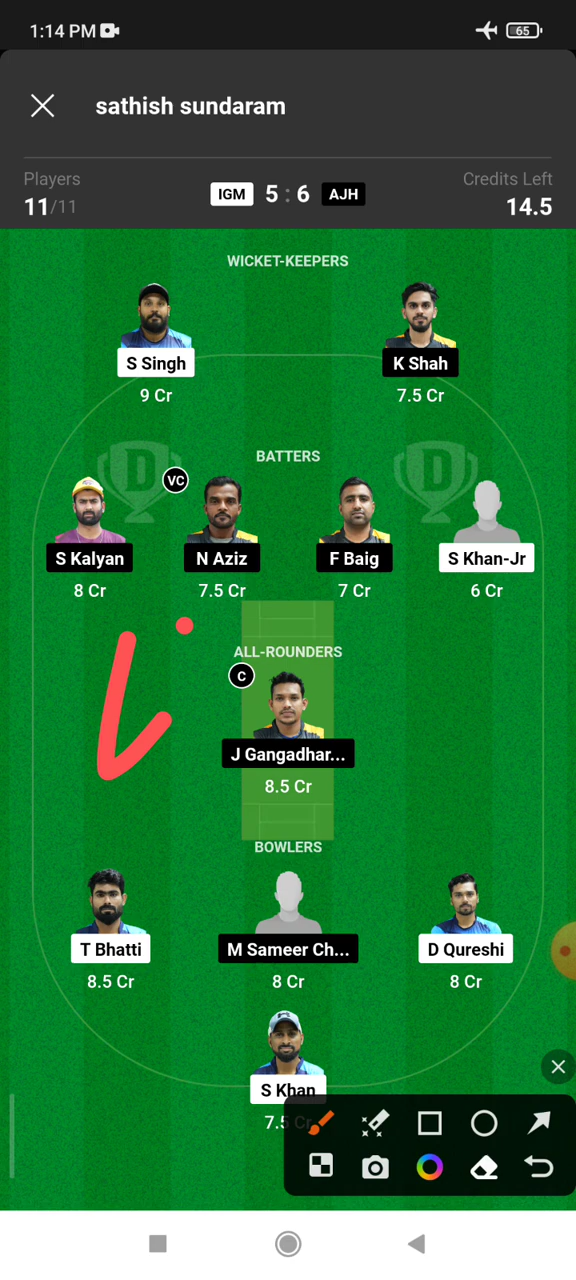 1:14 PM 65
sathish sundaram
Players Credits Left
11/11 IGM 5 : 6 AJH 14.5
WICKET-KEEPERS
S Singh K Shah
9 Cr 7.5 Cr
BATTERS
VC
S Kalyan N Aziz F Baig S Khan-Jr
8 Cr 7.5 Cr 7 Cr 6 Cr
ALL-ROUNDERS
C
J Gangadhar...
8.5 Cr
BOWLERS
T Bhatti M Sameer Ch... D Qureshi
8.5 Cr 8 Cr 8 Cr
S Khan
7.5 Cr